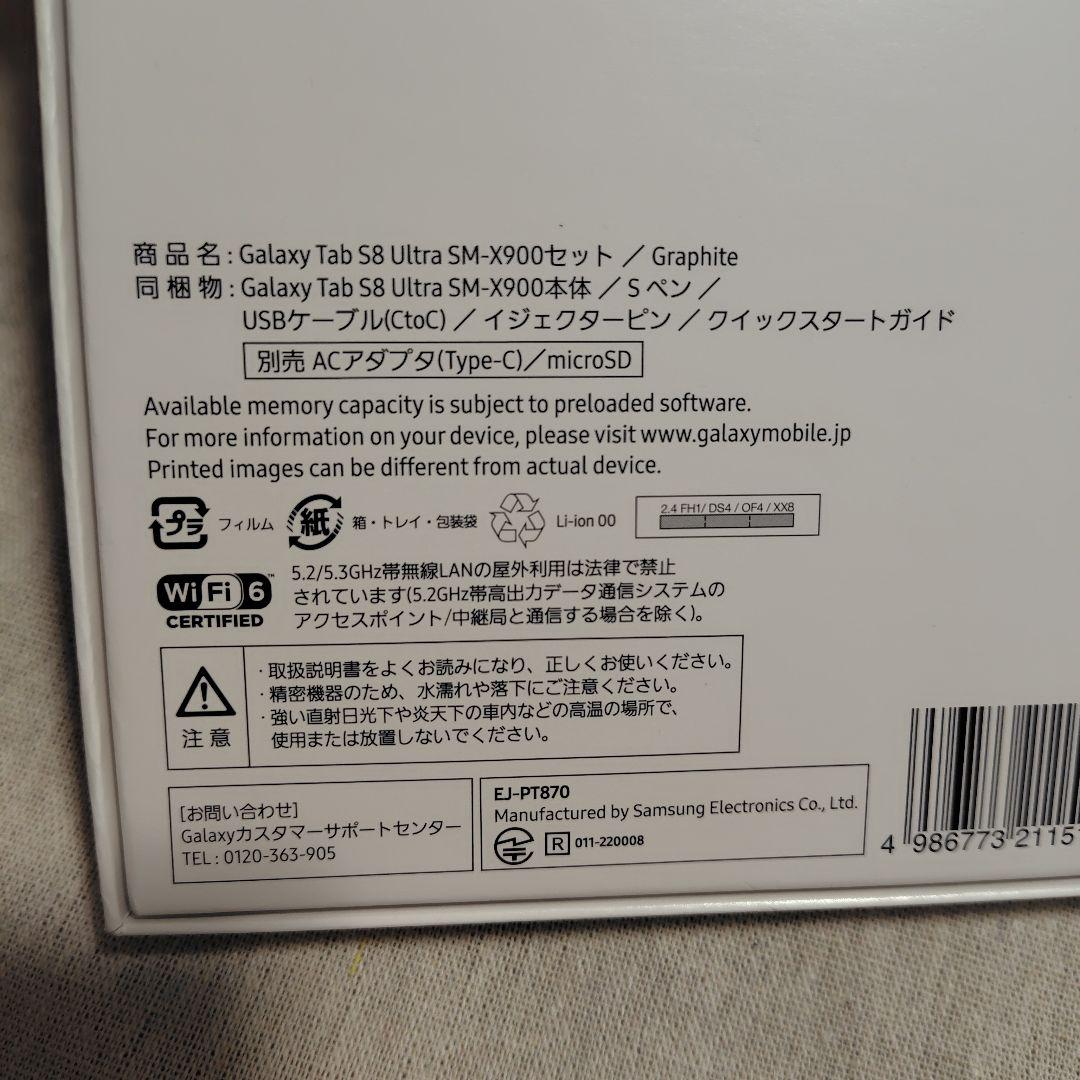 商品名:Galaxy Tab S8 Ultra SM-X900セット / Graphite
同梱物:Galaxy Tab S8 Ultra SM-X900本体 / S ペン /
USBケーブル(CtoC) / イジェクターピン / クイックスタートガイド
別売 ACアダプタ(Type-C)/microSD
Available memory capacity is subject to preloaded software.
For more information on your device, please visit www.galaxymobile.jp
Printed images can be different from actual device.
プラ フィルム 紙 箱・トレイ・包装袋 Li-ion 00 2.4 FH1/ DS4 / OF4 / XX8
Wi Fi 6™
CERTIFIED
5.2/5.3GHz帯無線LANの屋外利用は法律で禁止
されています(5.2GHz帯高出力データ通信システムの
アクセスポイント/中継局と通信する場合を除く)。
注意
・取扱説明書をよくお読みになり、正しくお使いください。
・精密機器のため、水濡れや落下にご注意ください。
・強い直射日光下や炎天下の車内などの高温の場所で、
使用または放置しないでください。
[お問い合わせ]
Galaxyカスタマーサポートセンター
TEL : 0120-363-905
EJ-PT870
Manufactured by Samsung Electronics Co., Ltd.
R 011-220008
4 986773 21151